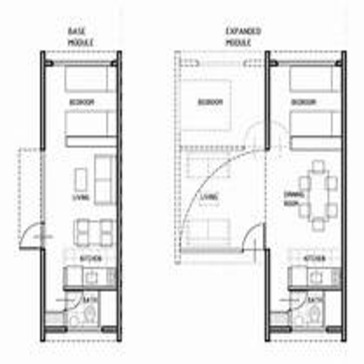 BASE
MODULE
EXPANDED
MODULE
BEDROOM
LIVING
KITCHEN
BATH
BEDROOM
BEDROOM
LIVING
DINING
ROOM
KITCHEN
BATH